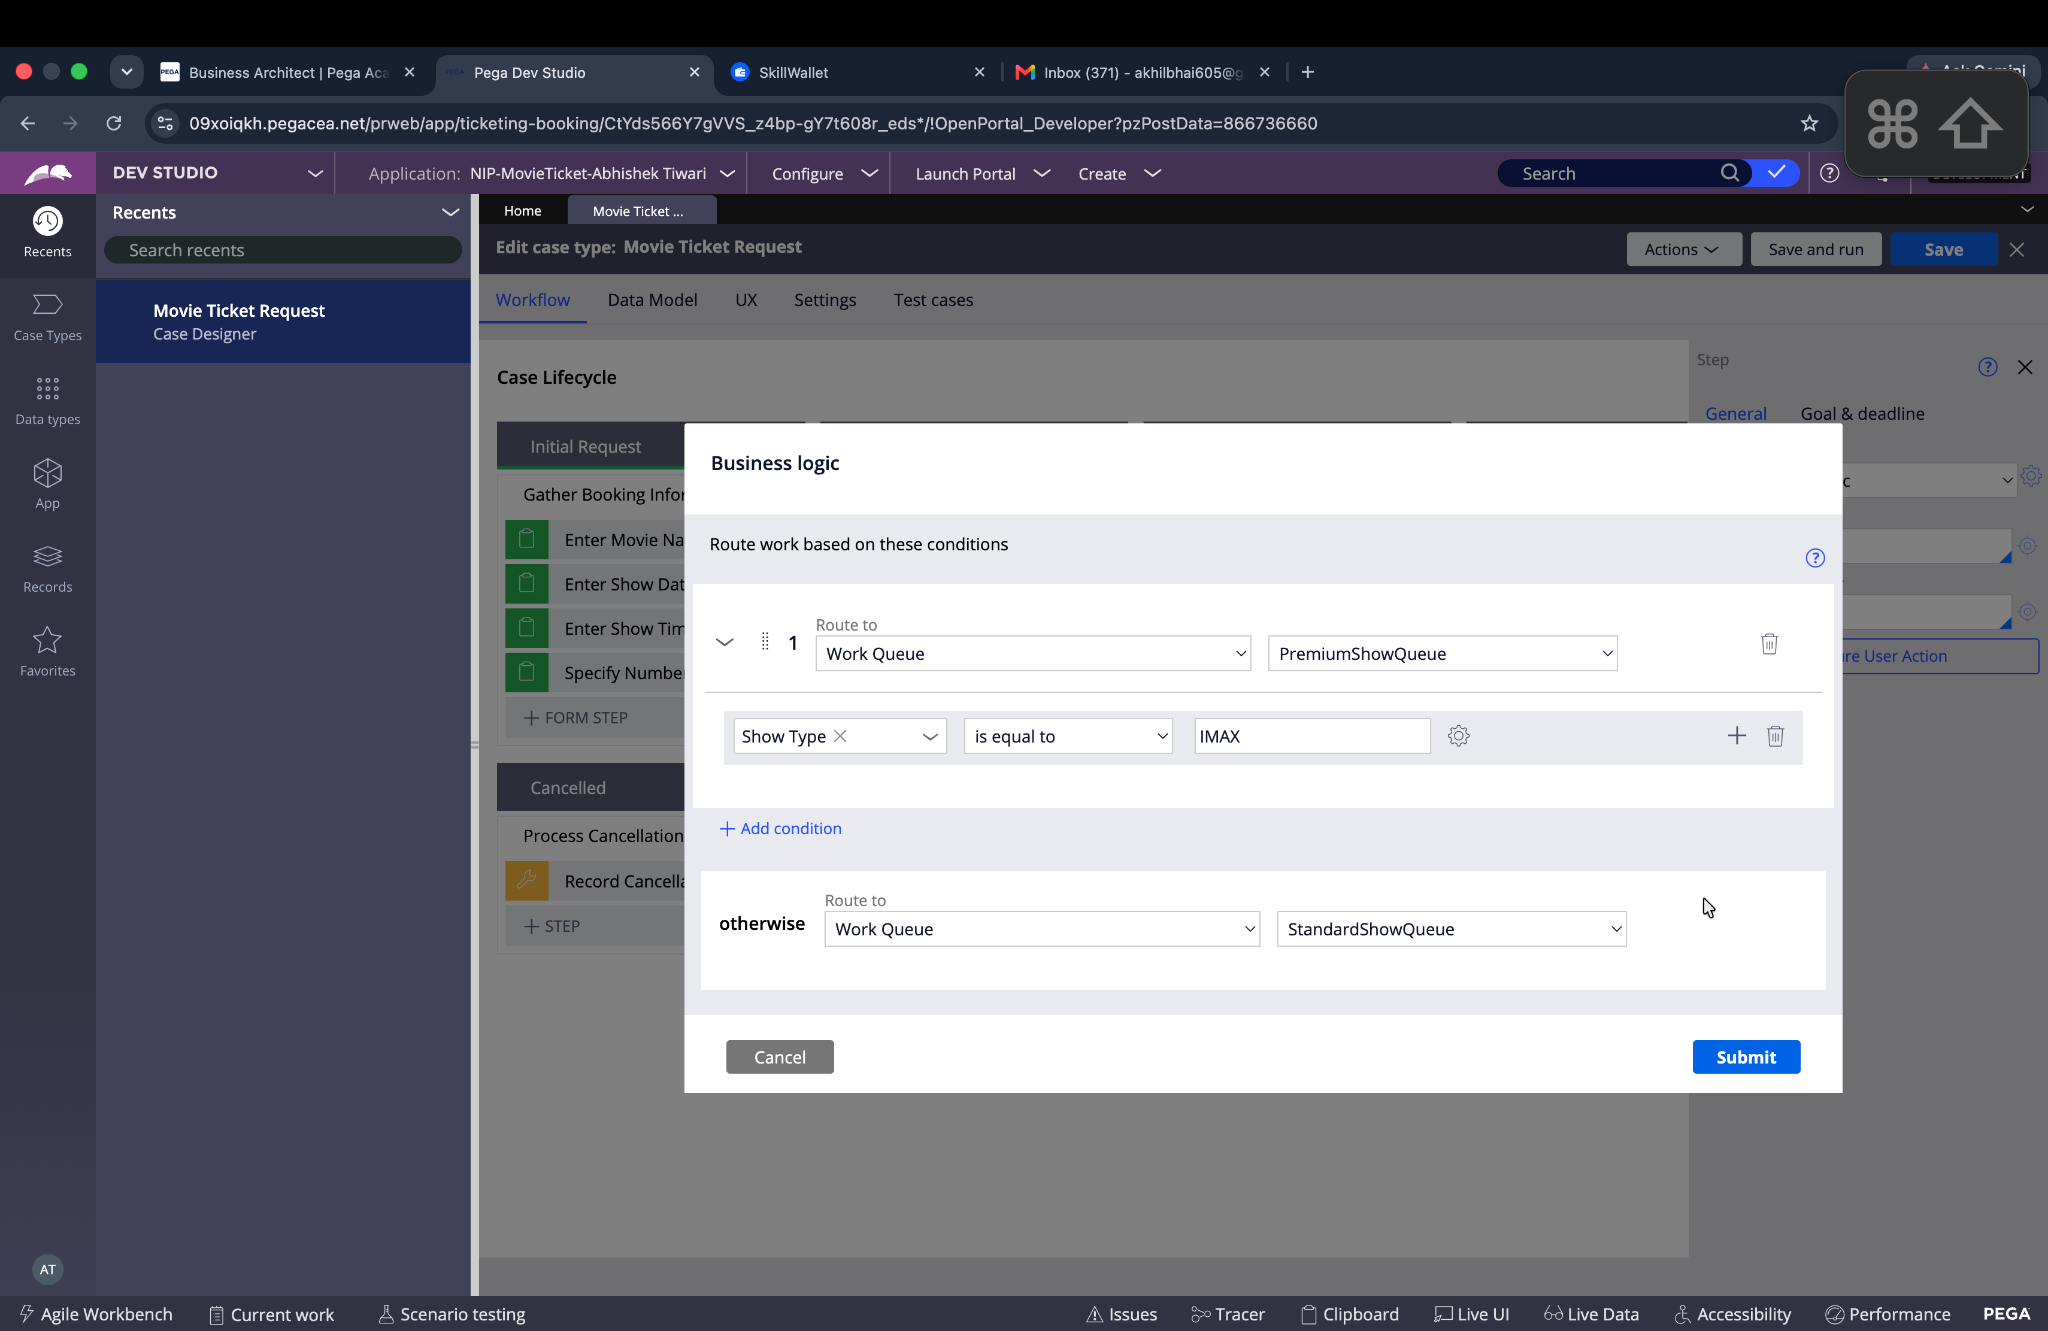 Business Architect | Pega Aca
Pega Dev Studio
SkillWallet
Inbox (371) - akhilbhai605@g
09xoiqkh.pegacea.net/prweb/app/ticketing-booking/CtYds566Y7gVVS_z4bp-gY7t608r_eds*/!OpenPortal_Developer?pzPostData=866736660
DEV STUDIO
Application: NIP-MovieTicket-Abhishek Tiwari
Configure
Launch Portal
Create
Search
Recents
Case Types
Data types
App
Records
Favorites
AT
Recents
Search recents
Movie Ticket Request
Case Designer
Home
Movie Ticket ...
Edit case type: Movie Ticket Request
Actions
Save and run
Save
Workflow
Data Model
UX
Settings
Test cases
Case Lifecycle
Initial Request
Gather Booking Infor
Enter Movie Na
Enter Show Dat
Enter Show Tim
Specify Numbe
+ FORM STEP
Cancelled
Process Cancellation
Record Cancella
+ STEP
Step
General
Goal & deadline
c
re User Action
Business logic
Route work based on these conditions
1
Route to
Work Queue
PremiumShowQueue
Show Type
is equal to
IMAX
+ Add condition
otherwise
Route to
Work Queue
StandardShowQueue
Cancel
Submit
Agile Workbench
Current work
Scenario testing
Issues
Tracer
Clipboard
Live UI
Live Data
Accessibility
Performance
PEGA